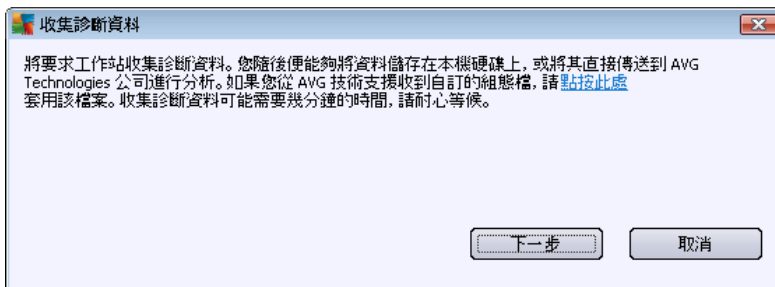 收集診斷資料
將要求工作站收集診斷資料。您隨後便能夠將資料儲存在本機硬碟上, 或將其直接傳送到 AVG
Technologies 公司進行分析。如果您從 AVG 技術支援收到自訂的組態檔, 請點按此處
套用該檔案。收集診斷資料可能需要幾分鐘的時間, 請耐心等候。
下一步
取消